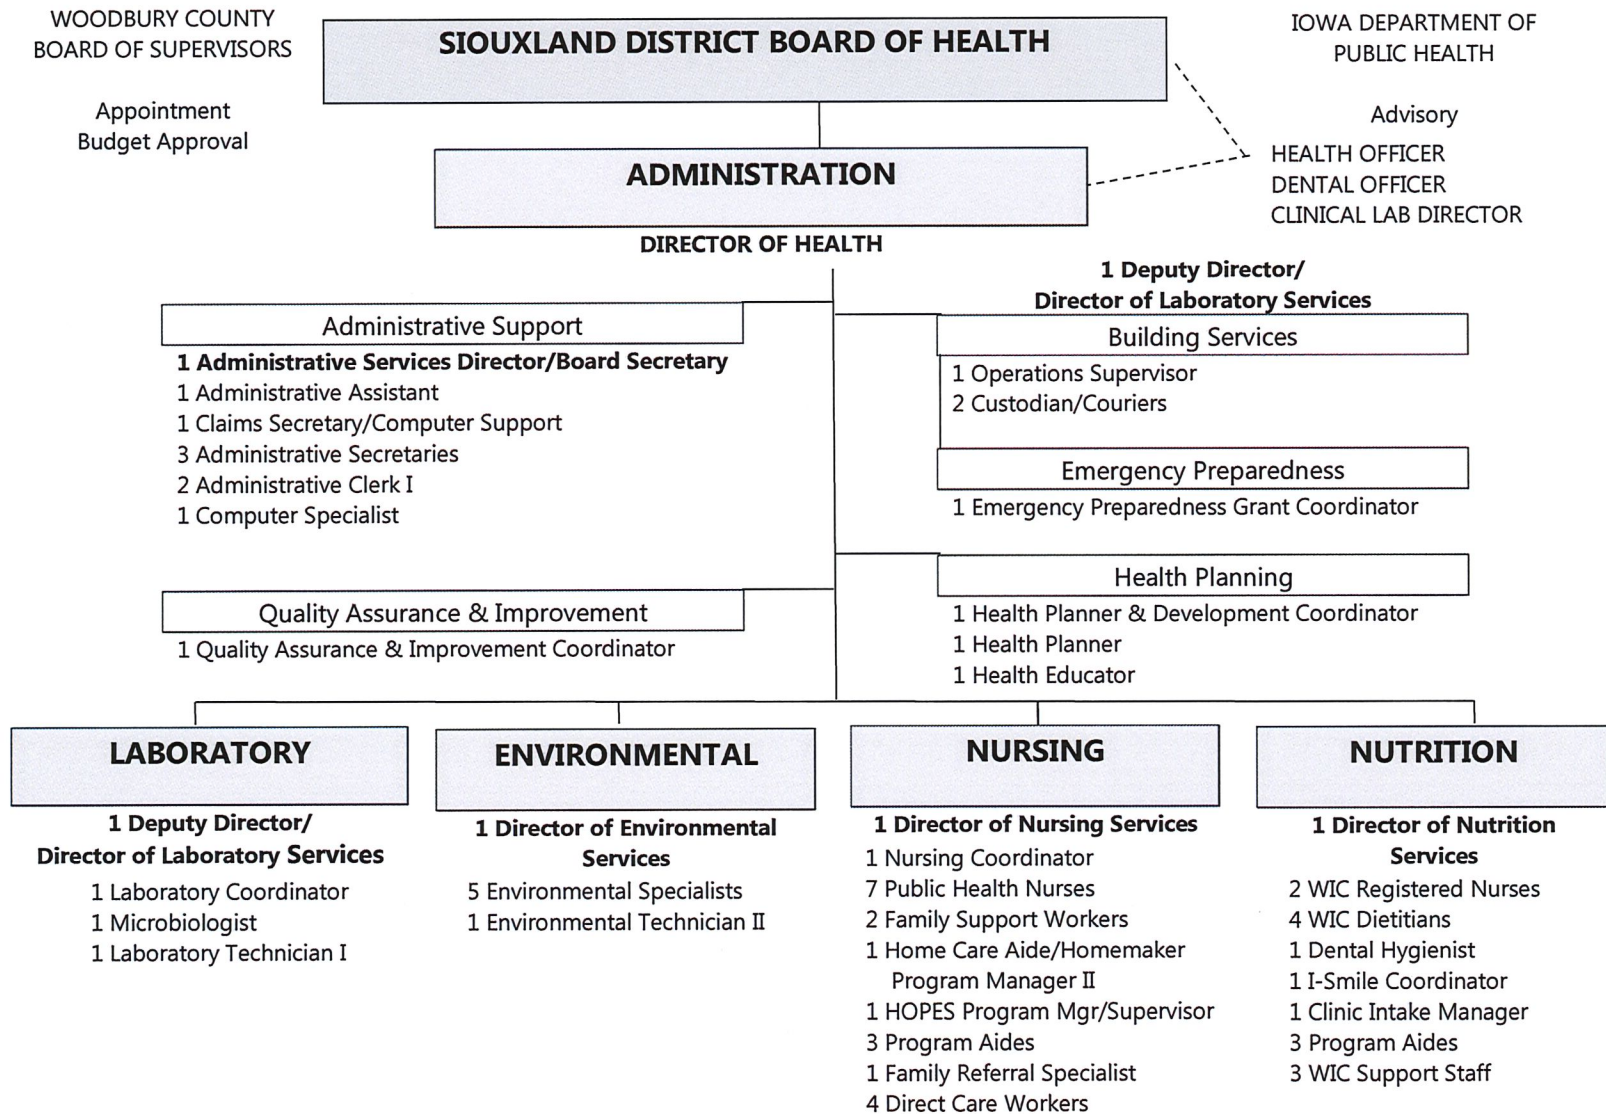 WOODBURY COUNTY
BOARD OF SUPERVISORS
Appointment
Budget Approval
SIOUXLAND DISTRICT BOARD OF HEALTH
IOWA DEPARTMENT OF
PUBLIC HEALTH
Advisory
HEALTH OFFICER
DENTAL OFFICER
CLINICAL LAB DIRECTOR
ADMINISTRATION
DIRECTOR OF HEALTH
Administrative Support
1 Administrative Services Director/Board Secretary
1 Administrative Assistant
1 Claims Secretary/Computer Support
3 Administrative Secretaries
2 Administrative Clerk I
1 Computer Specialist
Quality Assurance & Improvement
1 Quality Assurance & Improvement Coordinator
1 Deputy Director/
Director of Laboratory Services
Building Services
1 Operations Supervisor
2 Custodian/Couriers
Emergency Preparedness
1 Emergency Preparedness Grant Coordinator
Health Planning
1 Health Planner & Development Coordinator
1 Health Planner
1 Health Educator
LABORATORY
1 Deputy Director/
Director of Laboratory Services
1 Laboratory Coordinator
1 Microbiologist
1 Laboratory Technician I
ENVIRONMENTAL
1 Director of Environmental
Services
5 Environmental Specialists
1 Environmental Technician II
NURSING
1 Director of Nursing Services
1 Nursing Coordinator
7 Public Health Nurses
2 Family Support Workers
1 Home Care Aide/Homemaker
Program Manager II
1 HOPES Program Mgr/Supervisor
3 Program Aides
1 Family Referral Specialist
4 Direct Care Workers
NUTRITION
1 Director of Nutrition
Services
2 WIC Registered Nurses
4 WIC Dietitians
1 Dental Hygienist
1 I-Smile Coordinator
1 Clinic Intake Manager
3 Program Aides
3 WIC Support Staff